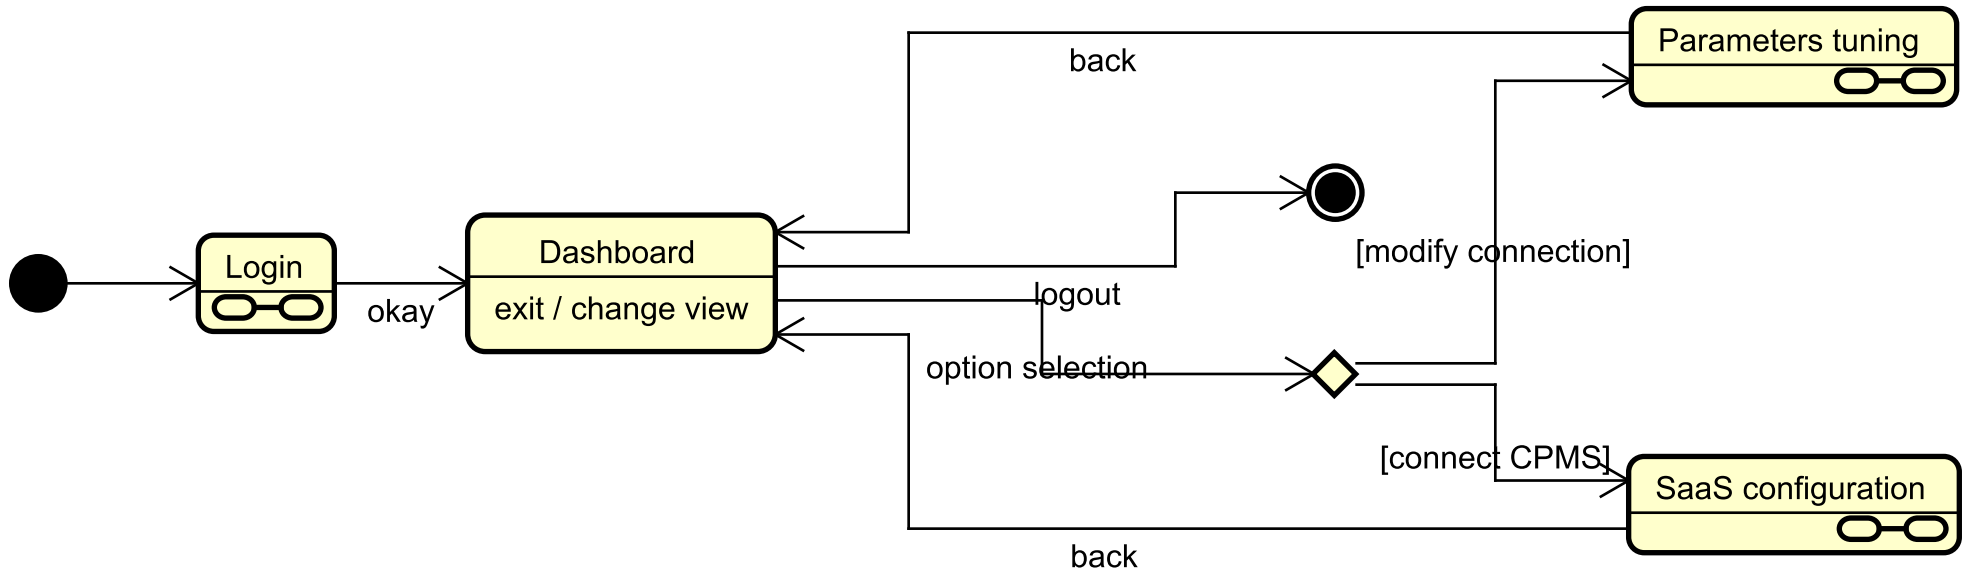 Parameters tuning
back
[modify connection]
Login
Dashboard
exit / change view
okay
logout
option selection
[connect CPMS]
SaaS configuration
back